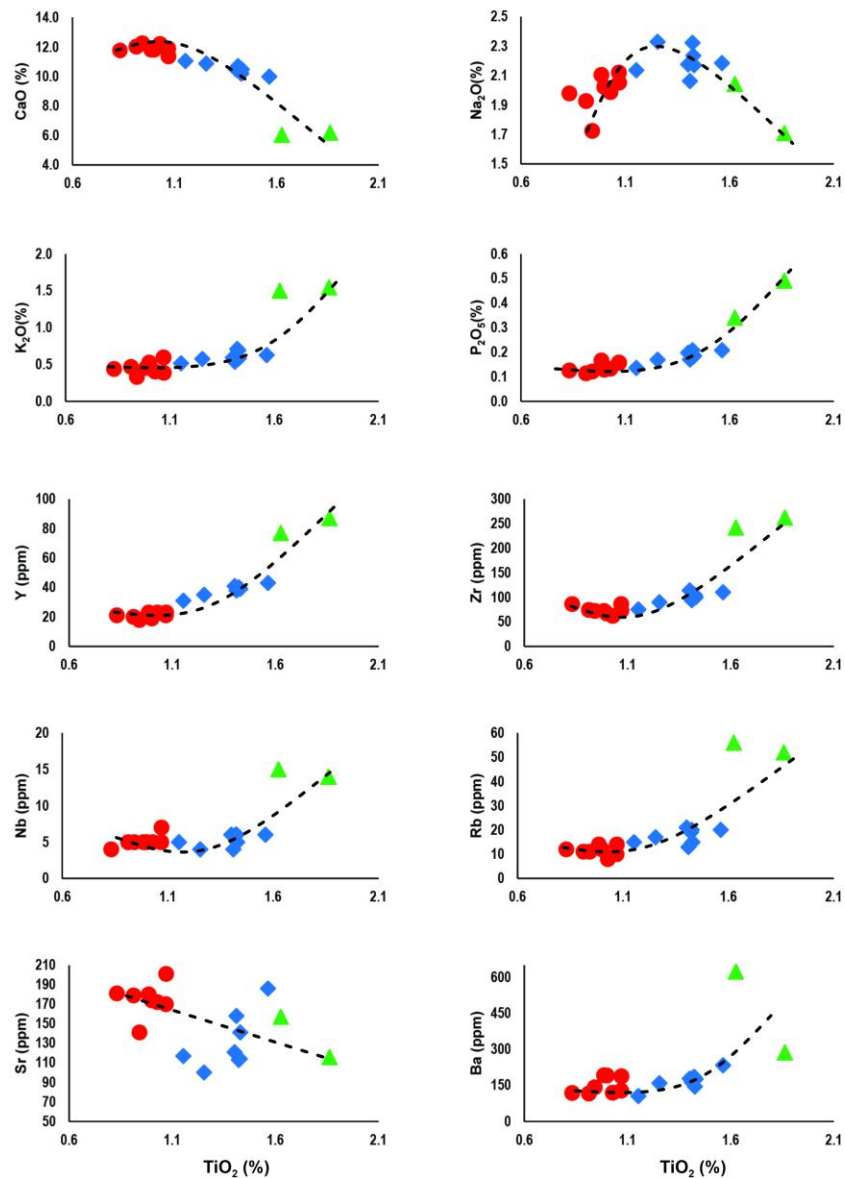 14.0
12.0
10.0
8.0
6.0
4.0
CaO (%)
0.6 1.1 1.6 2.1
2.5
2.3
2.1
1.9
1.7
1.5
Na₂O(%)
0.6 1.1 1.6 2.1
2.0
1.5
1.0
0.5
0.0
K₂O(%)
0.6 1.1 1.6 2.1
0.6
0.5
0.4
0.3
0.2
0.1
0.0
P₂O₅(%)
0.6 1.1 1.6 2.1
100
80
60
40
20
0
Y (ppm)
0.6 1.1 1.6 2.1
300
250
200
150
100
50
0
Zr (ppm)
0.6 1.1 1.6 2.1
20
15
10
5
0
Nb (ppm)
0.6 1.1 1.6 2.1
60
50
40
30
20
10
0
Rb (ppm)
0.6 1.1 1.6 2.1
210
190
170
150
130
110
90
70
50
Sr (ppm)
0.6 1.1 1.6 2.1
TiO₂ (%)
600
450
300
150
0
Ba (ppm)
0.6 1.1 1.6 2.1
TiO₂ (%)